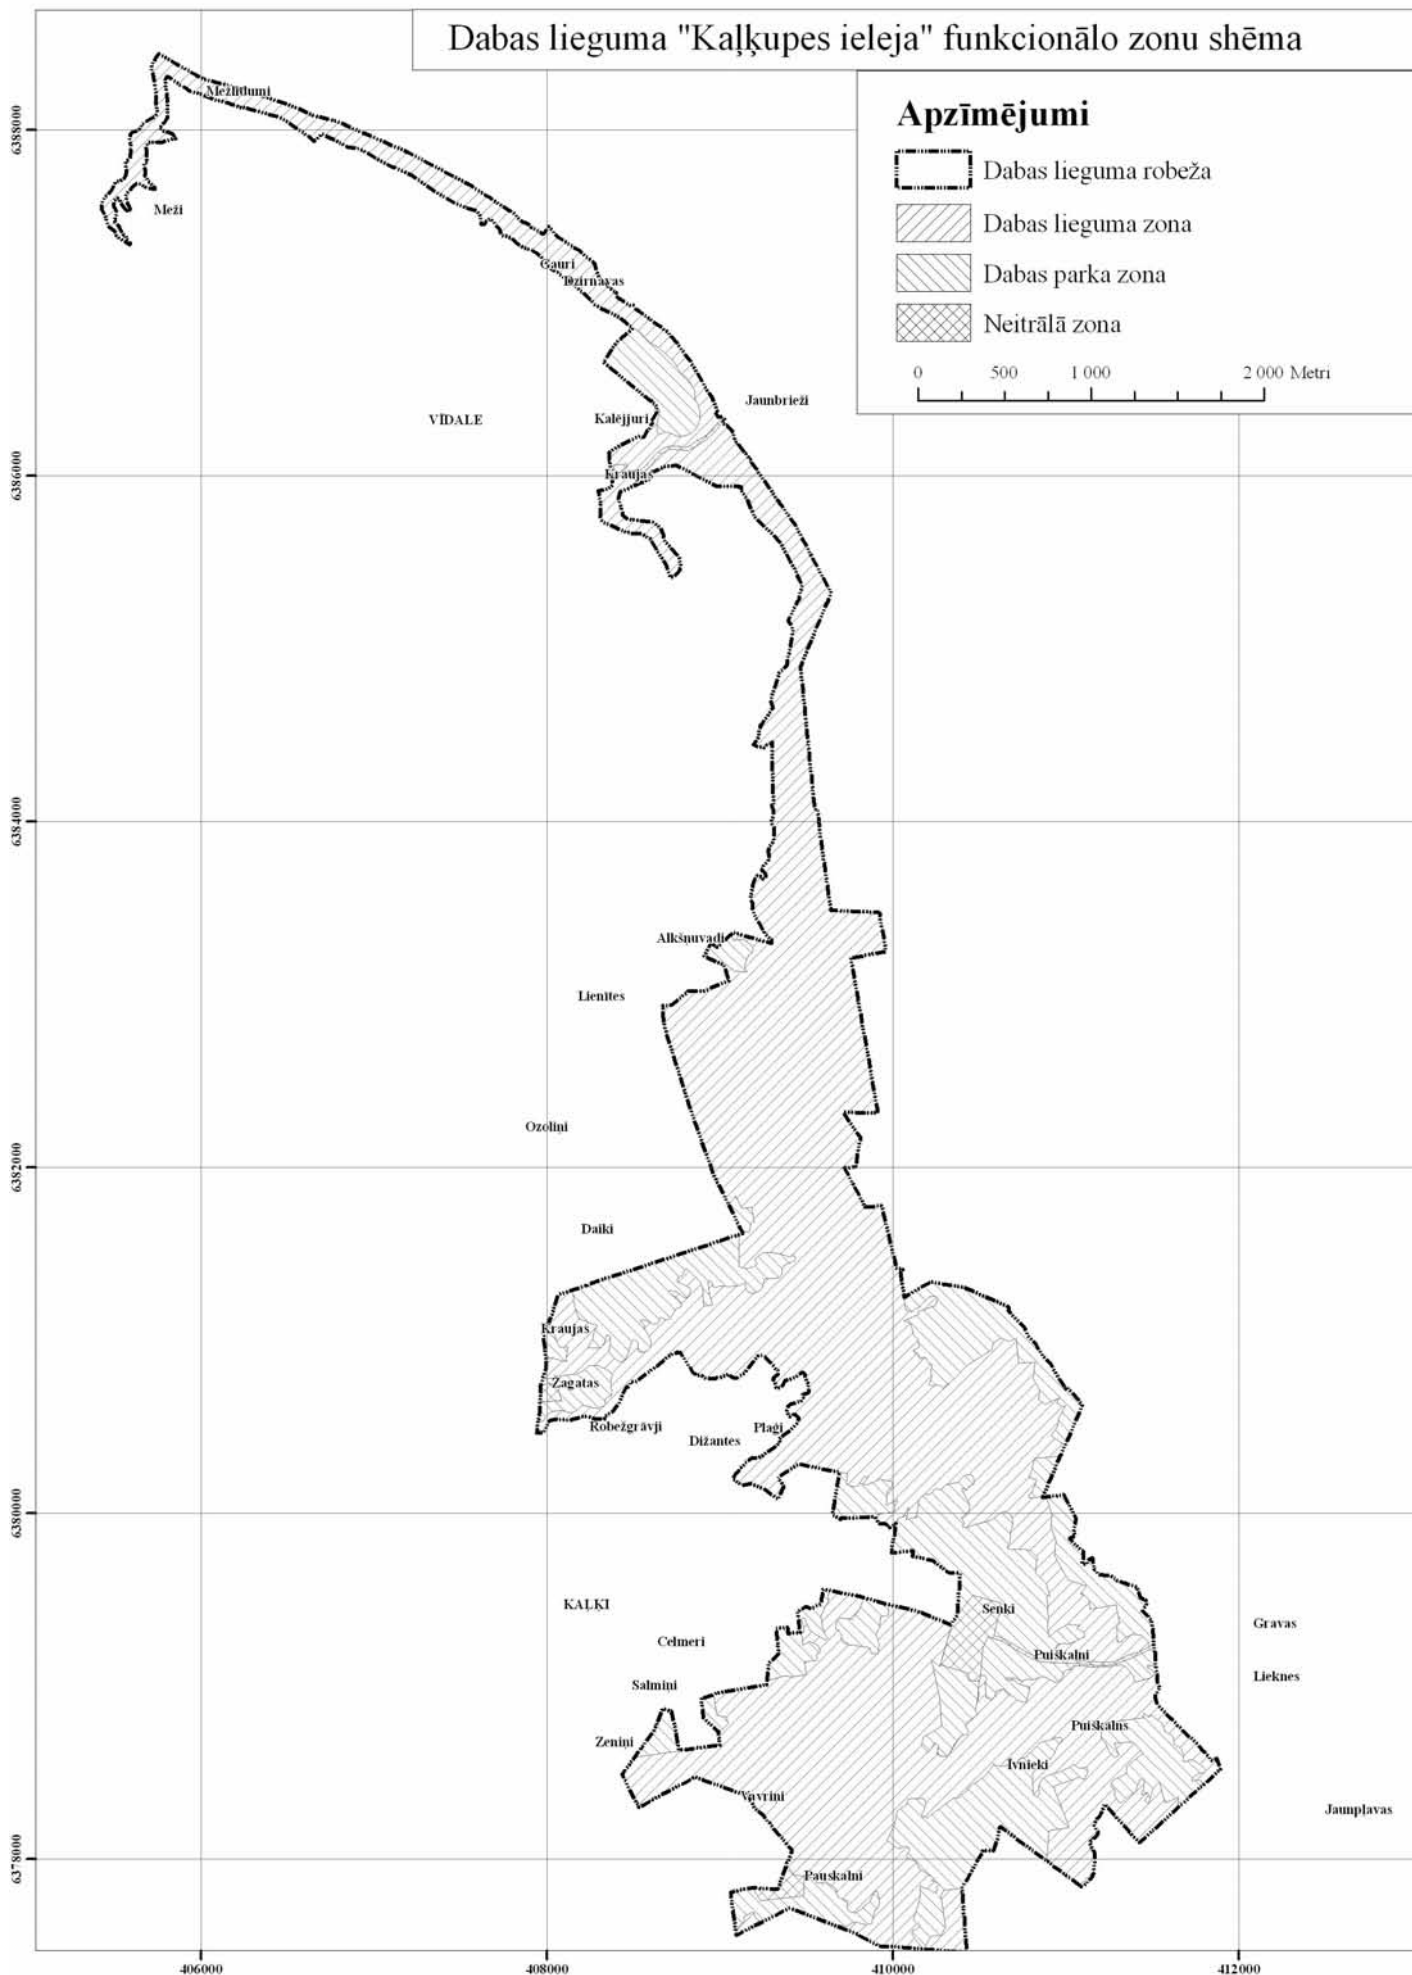 Dabas lieguma "Kaļķupes ieleja" funkcionālo zonu shēma
Apzīmējumi
Dabas lieguma robeža
Dabas lieguma zona
Dabas parka zona
Neitrālā zona
0 500 1 000 2 000 Metri
6388000
Mežlīdumi
Meži
Gauri
Dzirnavas
Jaunbrieži
Kalējjuri
VĪDALE
6386000
Kraujas
6384000
Alkšņuvadi
Lienītes
Ozoliņi
6382000
Daiki
Kraujas
Žagatas
Robežgrāvji
Dižantes
Plaģi
6380000
KAĻĶI
Senki
Gravas
Celmeri
Puiškalni
Lieknes
Salmiņi
Puiškalns
Zeniņi
Īvnieki
Vavriņi
Jaunpļavas
6378000
Pauskalni
406000 408000 410000 412000